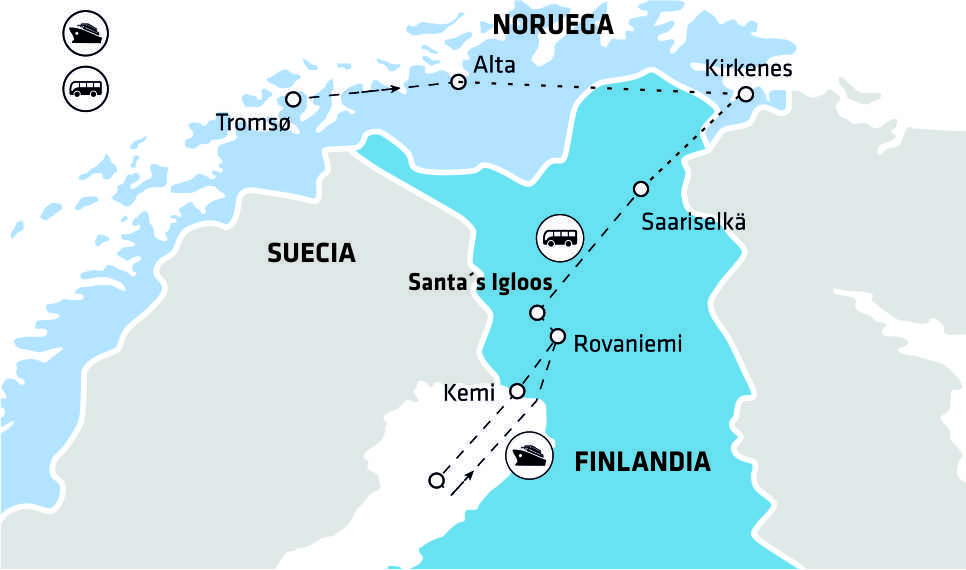 NORUEGA
Alta
Kirkenes
Tromsø
Saariselkä
SUECIA
Santa´s Igloos
Rovaniemi
Kemi
FINLANDIA